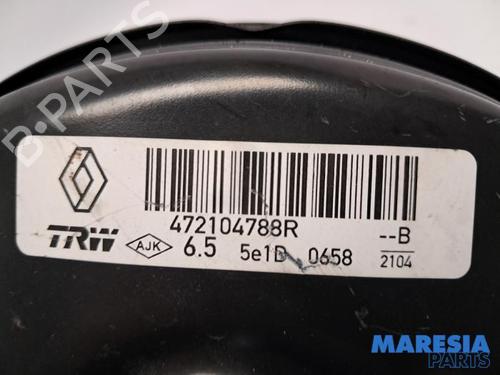 B·PARTS
472104788R
--B
TRW AJK 6.5 5e1D 0658
2104
MARESIA
PARTS